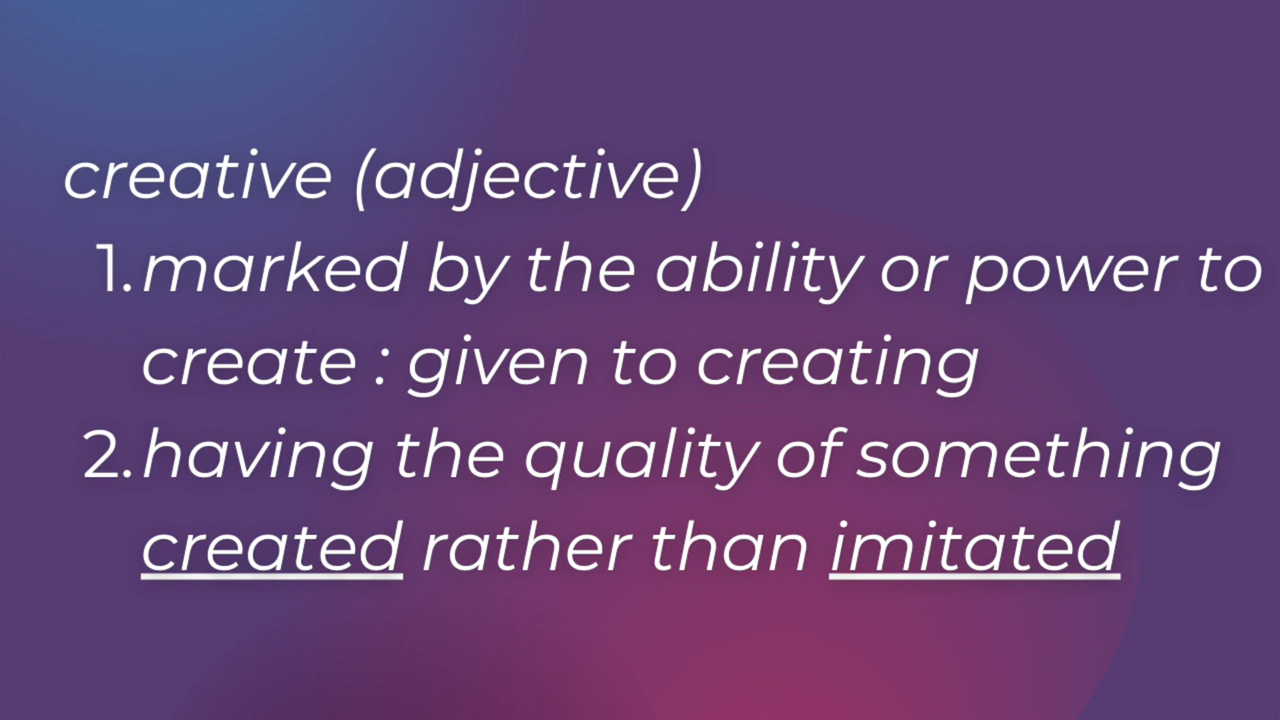 creative (adjective)
1. marked by the ability or power to
create : given to creating
2. having the quality of something
created rather than imitated